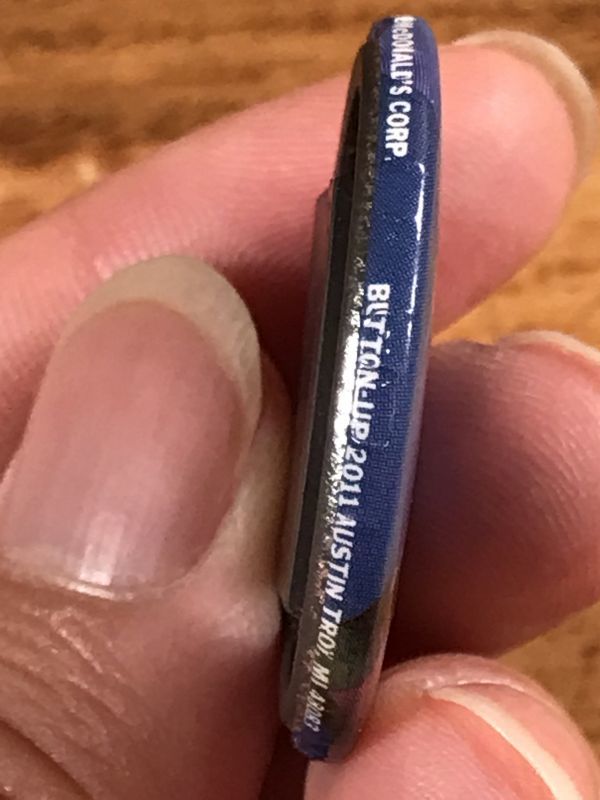 McDONALD'S CORP.
BUTTON-UP 2011 AUSTIN TROY, MI 48083